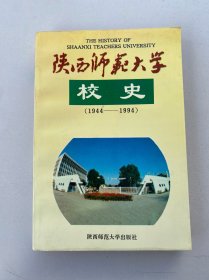 THE HISTORY OF
SHAANXI TEACHERS UNIVERSITY
陕西师范大学
校史
(1944——1994)
陕西师范大学出版社